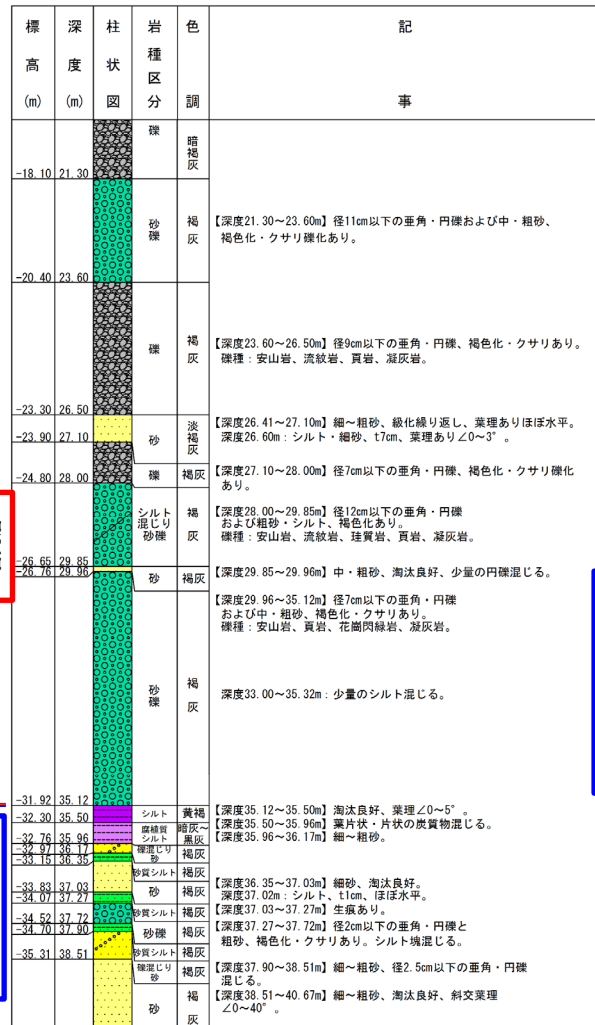 標高(m) 深度(m) 柱状図 岩種区分 色調 記事
礫 暗褐灰
-18.10 21.30
砂礫 褐灰 【深度21.30~23.60m】径11cm以下の亜角・円礫および中・粗砂、
褐色化・クサリ礫化あり。
-20.40 23.60
礫 褐灰 【深度23.60~26.50m】径9cm以下の亜角・円礫、褐色化・クサリあり。
礫種:安山岩、流紋岩、頁岩、凝灰岩。
-23.30 26.50
砂 淡褐灰 【深度26.41~27.10m】細~粗砂、級化繰り返し、葉理ありほぼ水平。
深度26.60m:シルト・細砂、t7cm、葉理あり∠0~3°。
-23.90 27.10
礫 褐灰 【深度27.10~28.00m】径7cm以下の亜角・円礫、褐色化・クサリ礫化
あり。
-24.80 28.00
シルト混じり砂礫 褐灰 【深度28.00~29.85m】径12cm以下の亜角・円礫
および粗砂・シルト、褐色化あり。
礫種:安山岩、流紋岩、珪質岩、頁岩、凝灰岩。
-26.65 29.85
-26.76 29.96
砂 褐灰 【深度29.85~29.96m】中・粗砂、淘汰良好、少量の円礫混じる。
砂礫 褐灰 【深度29.96~35.12m】径7cm以下の亜角・円礫
および中・粗砂、褐色化・クサリあり。
礫種:安山岩、頁岩、花崗閃緑岩、凝灰岩。
深度33.00~35.32m:少量のシルト混じる。
-31.92 35.12
シルト 黄褐 【深度35.12~35.50m】淘汰良好、葉理∠0~5°。
-32.30 35.50
腐植質シルト 暗灰~黒灰 【深度35.50~35.96m】葉片状・片状の炭質物混じる。
-32.76 35.96
礫混じり砂 褐灰 【深度35.96~36.17m】細~粗砂。
-32.97 36.17
砂質シルト 褐灰
-33.15 36.35
砂 褐灰 【深度36.35~37.03m】細砂、淘汰良好。
深度37.02m:シルト、t1cm、ほぼ水平。
-33.83 37.03
砂質シルト 褐灰 【深度37.03~37.27m】生痕あり。
-34.07 37.27
砂礫 褐灰 【深度37.27~37.72m】径2cm以下の亜角・円礫と
粗砂、褐色化・クサリあり。シルト塊混じる。
-34.52 37.72
砂質シルト 褐灰
-34.70 37.90
礫混じり砂 褐灰 【深度37.90~38.51m】細~粗砂、径2.5cm以下の亜角・円礫
混じる。
-35.31 38.51
砂 褐灰 【深度38.51~40.67m】細~粗砂、淘汰良好、斜交葉理
∠0~40°。